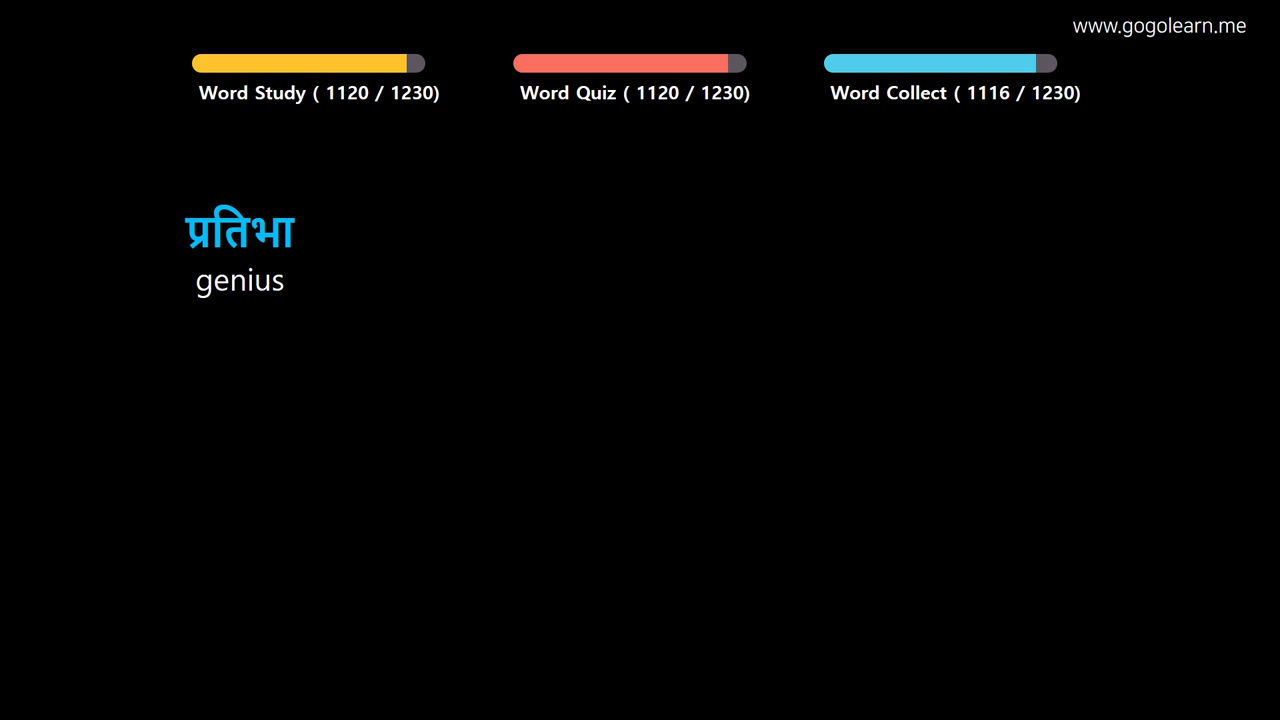 www.gogolearn.me
Word Study ( 1120 / 1230)
Word Quiz ( 1120 / 1230)
Word Collect ( 1116 / 1230)
प्रतिभा
genius